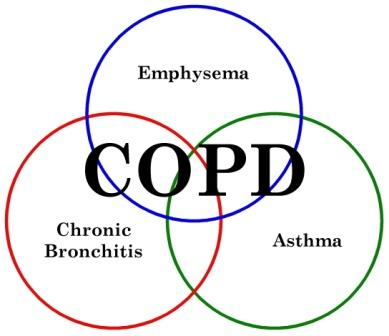 Emphysema
COPD
Chronic
Bronchitis
Asthma